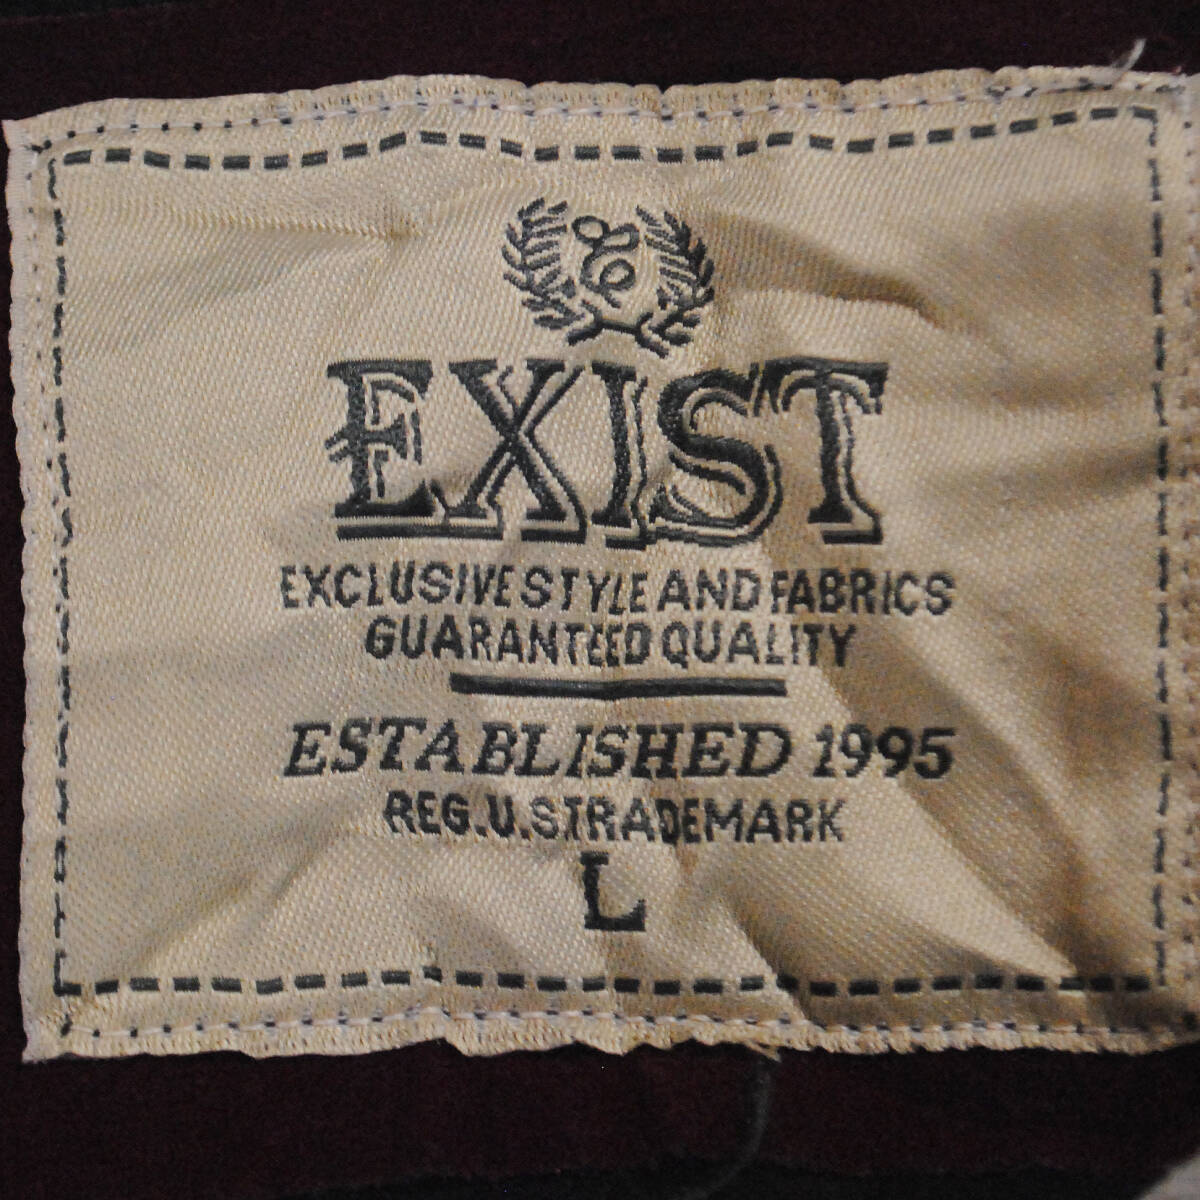 E
EXIST
EXCLUSIVE STYLE AND FABRICS
GUARANTEED QUALITY
ESTABLISHED 1995
REG.U.S TRADEMARK
L